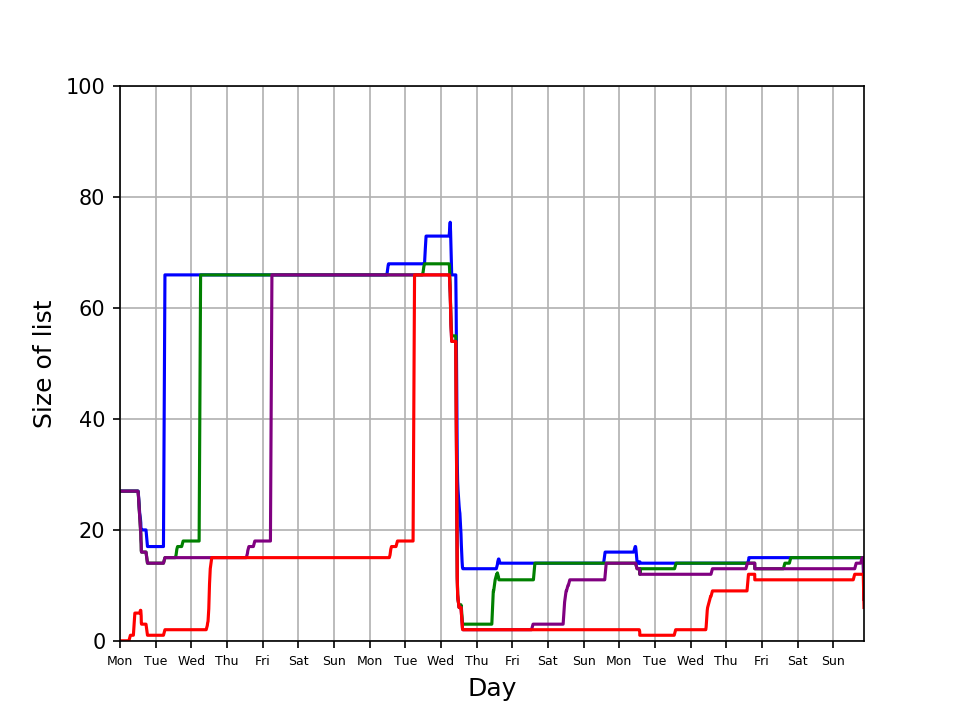 100
80
60
40
20
0
Size of list
Mon Tue Wed Thu Fri Sat Sun Mon Tue Wed Thu Fri Sat Sun Mon Tue Wed Thu Fri Sat Sun
Day